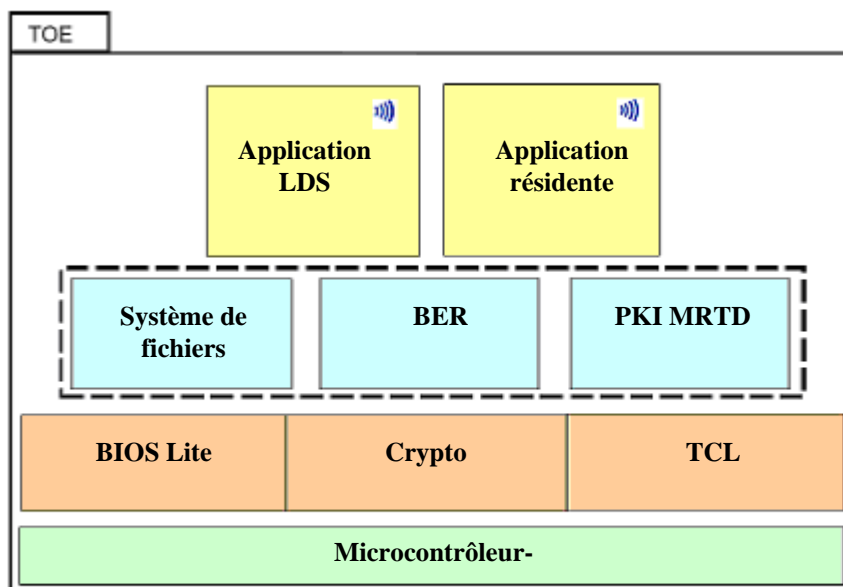 TOE
Application
LDS
Application
résidente
Système de
fichiers
BER
PKI MRTD
BIOS Lite
Crypto
TCL
Microcontrôleur-